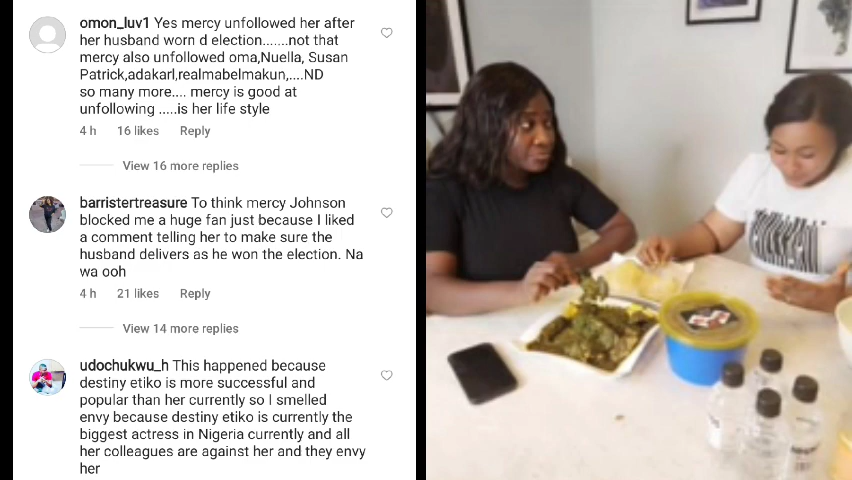 omon_luv1 Yes mercy unfollowed her after
her husband worn d election.......not that
mercy also unfollowed oma,Nuella, Susan
Patrick,adakarl,realmabelmakun,....ND
so many more.... mercy is good at
unfollowing .....is her life style
4 h 16 likes Reply
View 16 more replies
barristertreasure To think mercy Johnson
blocked me a huge fan just because I liked
a comment telling her to make sure the
husband delivers as he won the election. Na
wa ooh
4 h 21 likes Reply
View 14 more replies
udochukwu_h This happened because
destiny etiko is more successful and
popular than her currently so I smelled
envy because destiny etiko is currently the
biggest actress in Nigeria currently and all
her colleagues are against her and they envy
her